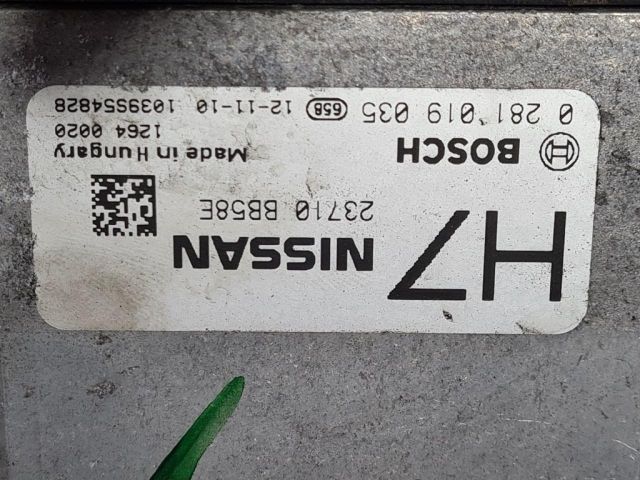 H7
NISSAN
23710 BB58E
BOSCH
Made in Hungary
1264 0020
0 281 019 035 658 12-11-10 1039S54828